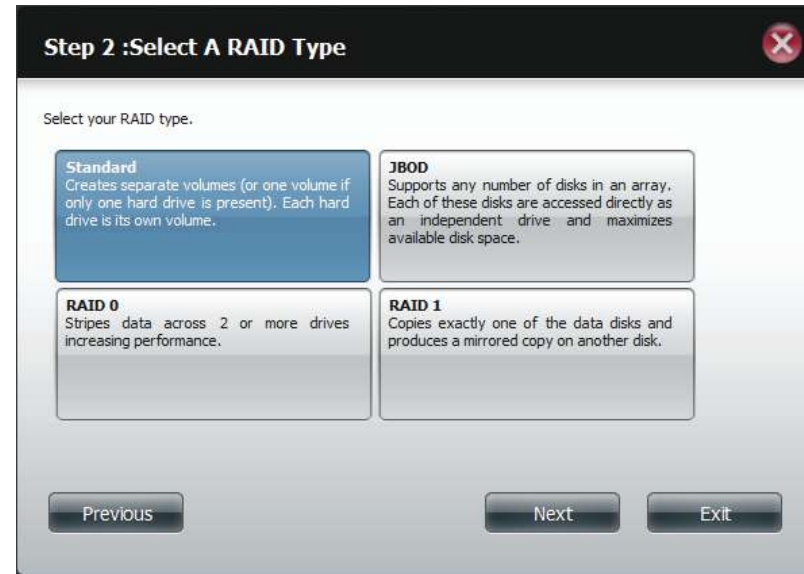 Step 2 :Select A RAID Type
Select your RAID type.
Standard
Creates separate volumes (or one volume if
only one hard drive is present). Each hard
drive is its own volume.
JBOD
Supports any number of disks in an array.
Each of these disks are accessed directly as
an independent drive and maximizes
available disk space.
RAID 0
Stripes data across 2 or more drives
increasing performance.
RAID 1
Copies exactly one of the data disks and
produces a mirrored copy on another disk.
Previous
Next
Exit